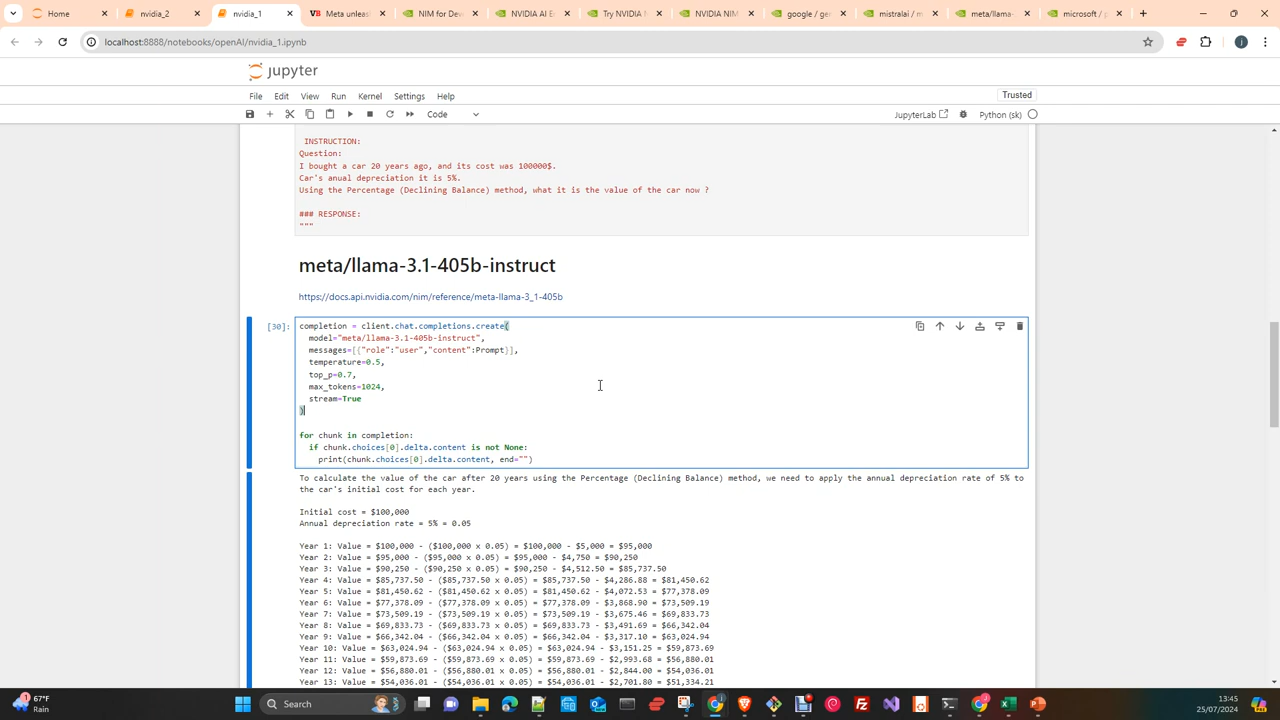 Home
nvidia_2
nvidia_1
Meta unleas
NIM for Dev
NVIDIA AI E
Try NVIDIA I
NVIDIA NIM
google / ge
mistralai / m
meta/llama-
microsoft / p
localhost:8888/notebooks/openAI/nvidia_1.ipynb
jupyter
File Edit View Run Kernel Settings Help
Trusted
Code
JupyterLab
Python (sk)
INSTRUCTION:
Question:
I bought a car 20 years ago, and its cost was 100000$.
Car's anual depreciation it is 5%.
Using the Percentage (Declining Balance) method, what it is the value of the car now ?
### RESPONSE:
"""
meta/llama-3.1-405b-instruct
https://docs.api.nvidia.com/nim/reference/meta-llama-3_1-405b
[30]:
completion = client.chat.completions.create(
model="meta/llama-3.1-405b-instruct",
messages=[{"role":"user","content":Prompt}],
temperature=0.5,
top_p=0.7,
max_tokens=1024,
stream=True
)
for chunk in completion:
if chunk.choices[0].delta.content is not None:
print(chunk.choices[0].delta.content, end="")
To calculate the value of the car after 20 years using the Percentage (Declining Balance) method, we need to apply the annual depreciation rate of 5% to
the car's initial cost for each year.
Initial cost = $100,000
Annual depreciation rate = 5% = 0.05
Year 1: Value = $100,000 - ($100,000 x 0.05) = $100,000 - $5,000 = $95,000
Year 2: Value = $95,000 - ($95,000 x 0.05) = $95,000 - $4,750 = $90,250
Year 3: Value = $90,250 - ($90,250 x 0.05) = $90,250 - $4,512.50 = $85,737.50
Year 4: Value = $85,737.50 - ($85,737.50 x 0.05) = $85,737.50 - $4,286.88 = $81,450.62
Year 5: Value = $81,450.62 - ($81,450.62 x 0.05) = $81,450.62 - $4,072.53 = $77,378.09
Year 6: Value = $77,378.09 - ($77,378.09 x 0.05) = $77,378.09 - $3,868.90 = $73,509.19
Year 7: Value = $73,509.19 - ($73,509.19 x 0.05) = $73,509.19 - $3,675.46 = $69,833.73
Year 8: Value = $69,833.73 - ($69,833.73 x 0.05) = $69,833.73 - $3,491.69 = $66,342.04
Year 9: Value = $66,342.04 - ($66,342.04 x 0.05) = $66,342.04 - $3,317.10 = $63,024.94
Year 10: Value = $63,024.94 - ($63,024.94 x 0.05) = $63,024.94 - $3,151.25 = $59,873.69
Year 11: Value = $59,873.69 - ($59,873.69 x 0.05) = $59,873.69 - $2,993.68 = $56,880.01
Year 12: Value = $56,880.01 - ($56,880.01 x 0.05) = $56,880.01 - $2,844.00 = $54,036.01
Year 13: Value = $54,036.01 - ($54,036.01 x 0.05) = $54,036.01 - $2,701.80 = $51,334.21
67°F
Rain
Search
13:45
25/07/2024